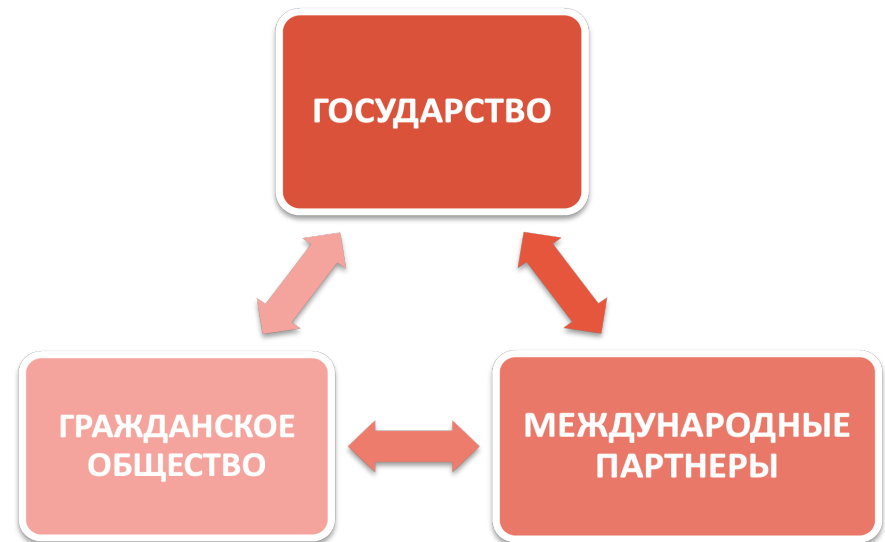 ГОСУДАРСТВО
ГРАЖДАНСКОЕ
ОБЩЕСТВО
МЕЖДУНАРОДНЫЕ
ПАРТНЕРЫ